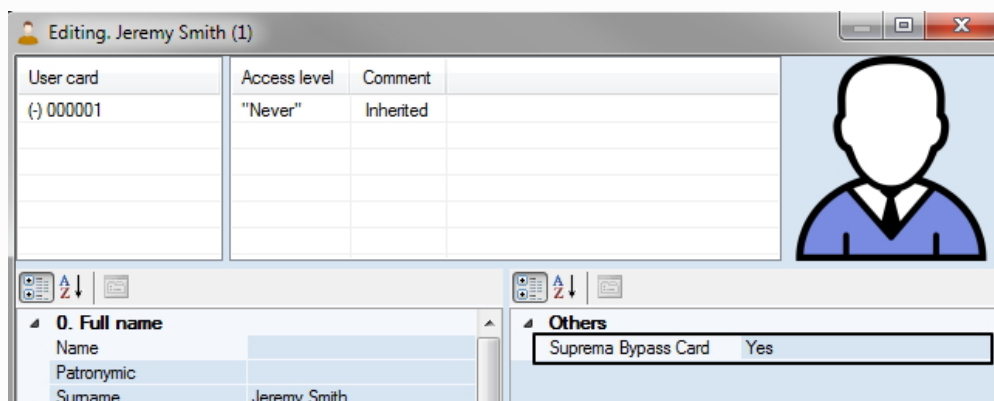 Editing. Jeremy Smith (1)
User card Access level Comment
(-) 000001 "Never" Inherited
0. Full name Others
Name Suprema Bypass Card Yes
Patronymic
Surname Jeremy Smith